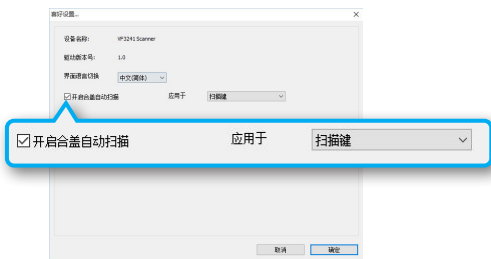 喜好设置...
设备名称: VF3241 Scanner
驱动版本号: 1.0
界面语言切换 中文(简体)
开启合盖自动扫描 应用于 扫描键
开启合盖自动扫描 应用于 扫描键
取消 确定